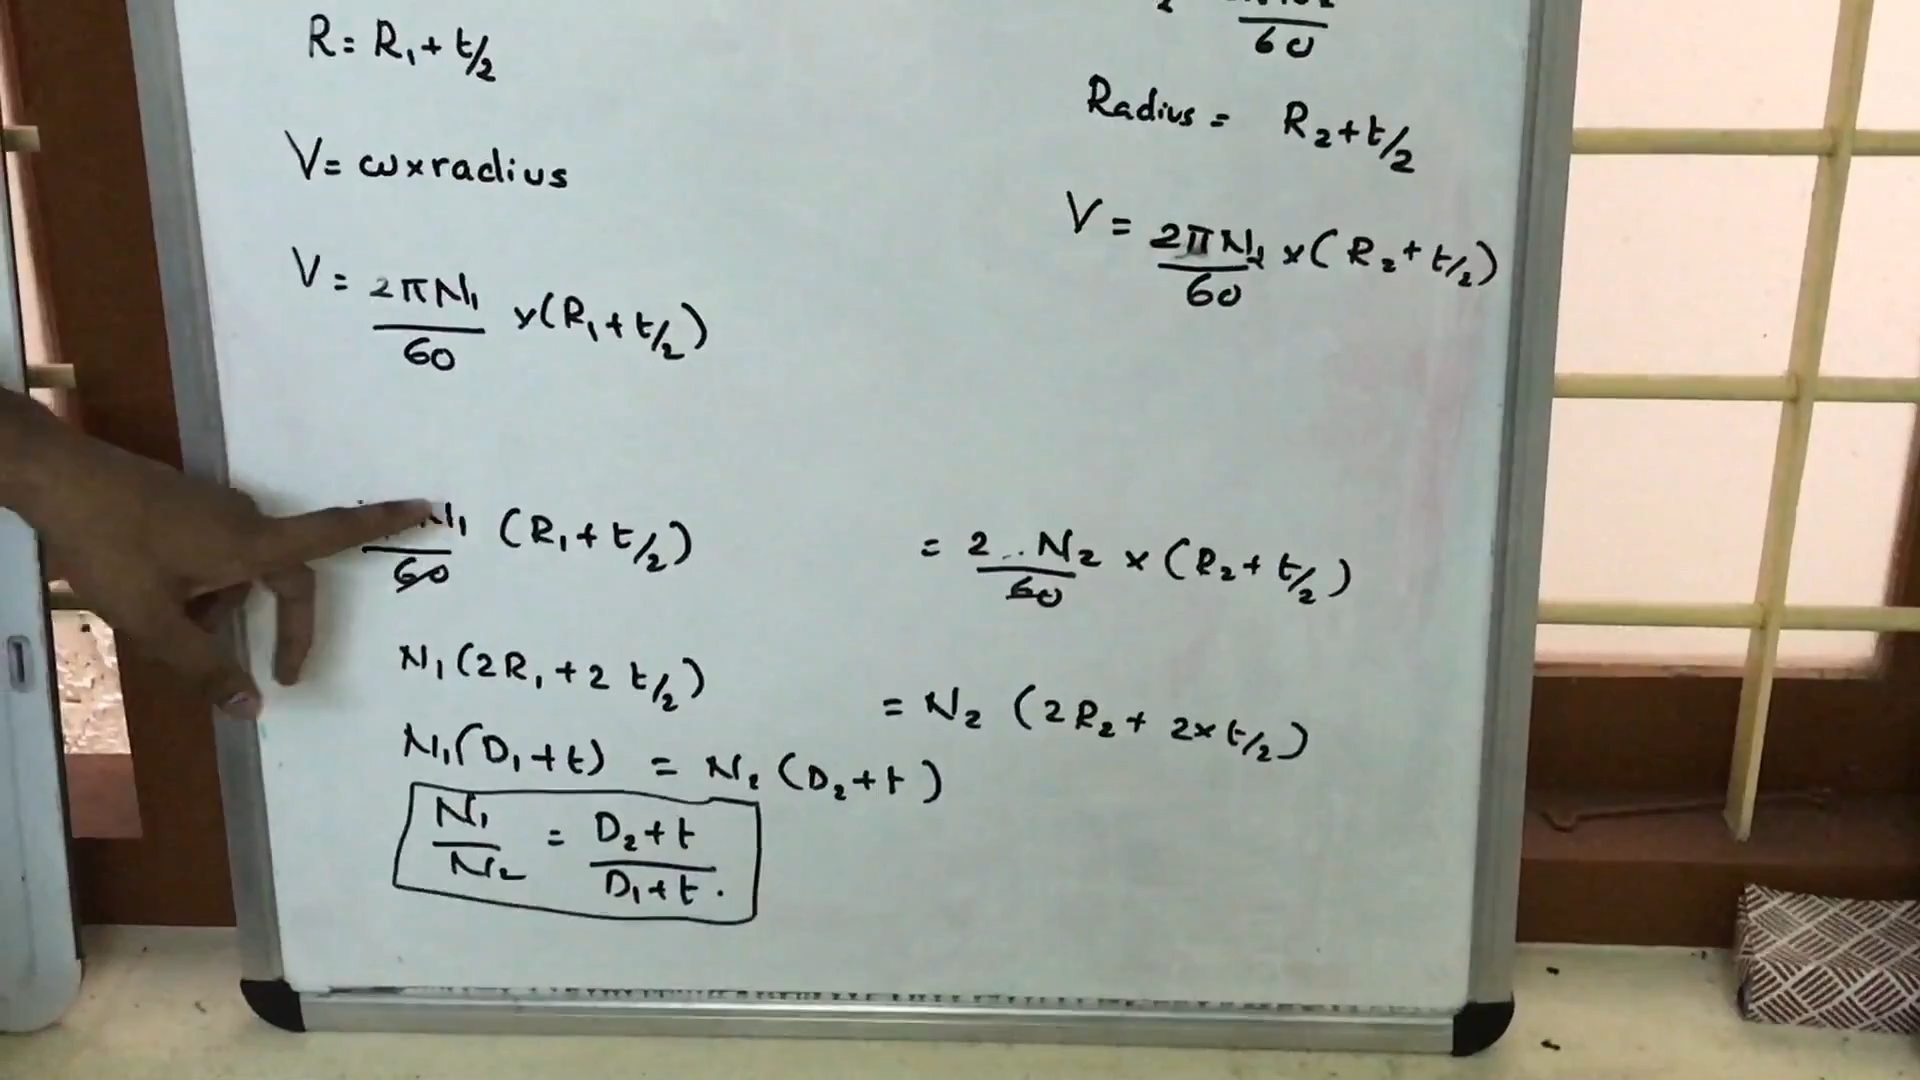 R = R₁ + t/2
V = ω × radius
V = 2πN₁/60 × (R₁ + t/2)
60
Radius = R₂ + t/2
V = 2πN₂/60 × (R₂ + t/2)
N₁/60 (R₁ + t/2) = 2 .. N₂/60 × (R₂ + t/2)
N₁(2R₁ + 2 t/2) = N₂ (2R₂ + 2×t/2)
N₁(D₁ + t) = N₂ (D₂ + t)
N₁/N₂ = D₂ + t/D₁ + t.